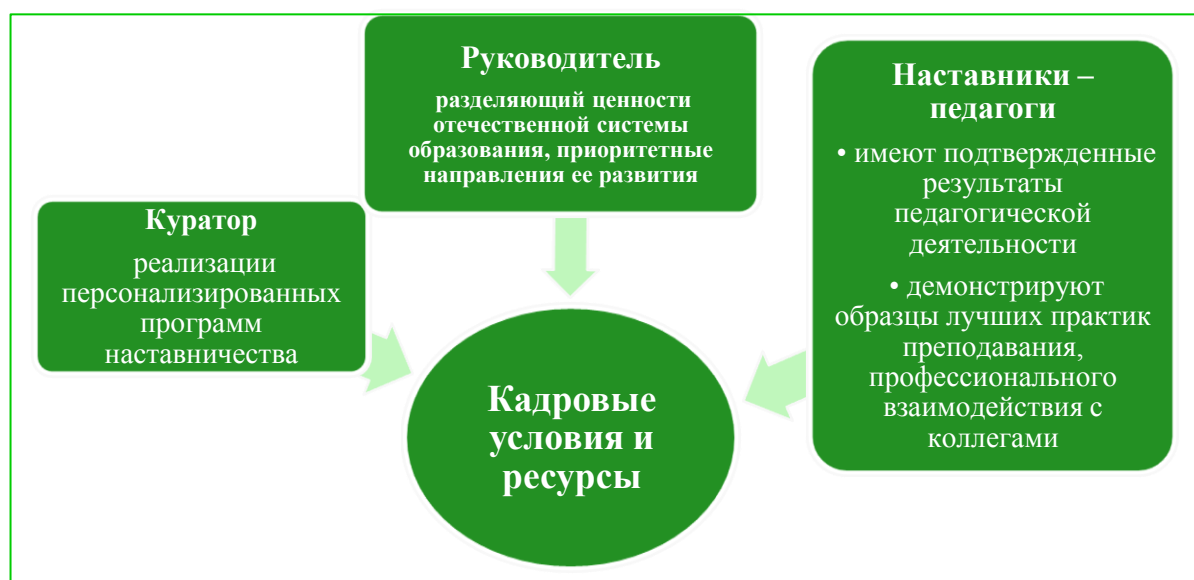 Руководитель
разделяющий ценности
отечественной системы
образования, приоритетные
направления ее развития
Куратор
реализации
персонализированных
программ
наставничества
Наставники –
педагоги
• имеют подтвержденные
результаты
педагогической
деятельности
• демонстрируют
образцы лучших практик
преподавания,
профессионального
взаимодействия с
коллегами
Кадровые
условия и
ресурсы